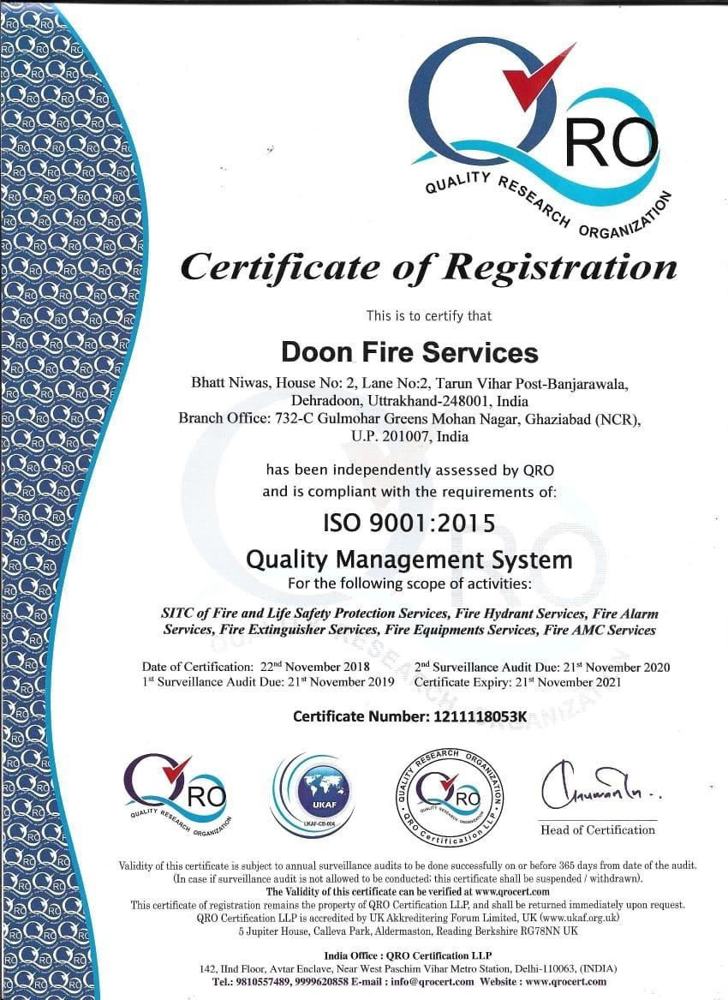 QRO
QUALITY RESEARCH ORGANIZATION
Certificate of Registration
This is to certify that
Doon Fire Services
Bhatt Niwas, House No: 2, Lane No:2, Tarun Vihar Post-Banjarawala,
Dehradoon, Uttrakhand-248001, India
Branch Office: 732-C Gulmohar Greens Mohan Nagar, Ghaziabad (NCR),
U.P. 201007, India
has been independently assessed by QRO
and is compliant with the requirements of:
ISO 9001:2015
Quality Management System
For the following scope of activities:
SITC of Fire and Life Safety Protection Services, Fire Hydrant Services, Fire Alarm
Services, Fire Extinguisher Services, Fire Equipments Services, Fire AMC Services
Date of Certification: 22nd November 2018 2nd Surveillance Audit Due: 21st November 2020
1st Surveillance Audit Due: 21st November 2019 Certificate Expiry: 21st November 2021
Certificate Number: 1211118053K
QRO
QUALITY RESEARCH ORGANIZATION
UKAF
UKAF-CB-004
QUALITY RESEARCH ORGANIZATION
QRO
QUALITY RESEARCH ORGANIZATION
QRO Certification LLP
Head of Certification
Validity of this certificate is subject to annual surveillance audits to be done successfully on or before 365 days from date of the audit.
(In case if surveillance audit is not allowed to be conducted; this certificate shall be suspended / withdrawn).
The Validity of this certificate can be verified at www.qrocert.com
This certificate of registration remains the property of QRO Certification LLP, and shall be returned immediately upon request.
QRO Certification LLP is accredited by UK Akkreditering Forum Limited, UK (www.ukaf.org.uk)
5 Jupiter House, Calleva Park, Aldermaston, Reading Berkshire RG78NN UK
India Office : QRO Certification LLP
142, IInd Floor, Avtar Enclave, Near West Paschim Vihar Metro Station, Delhi-110063, (INDIA)
Tel.: 9810557489, 9999620858 E-mail : info@qrocert.com Website : www.qrocert.com